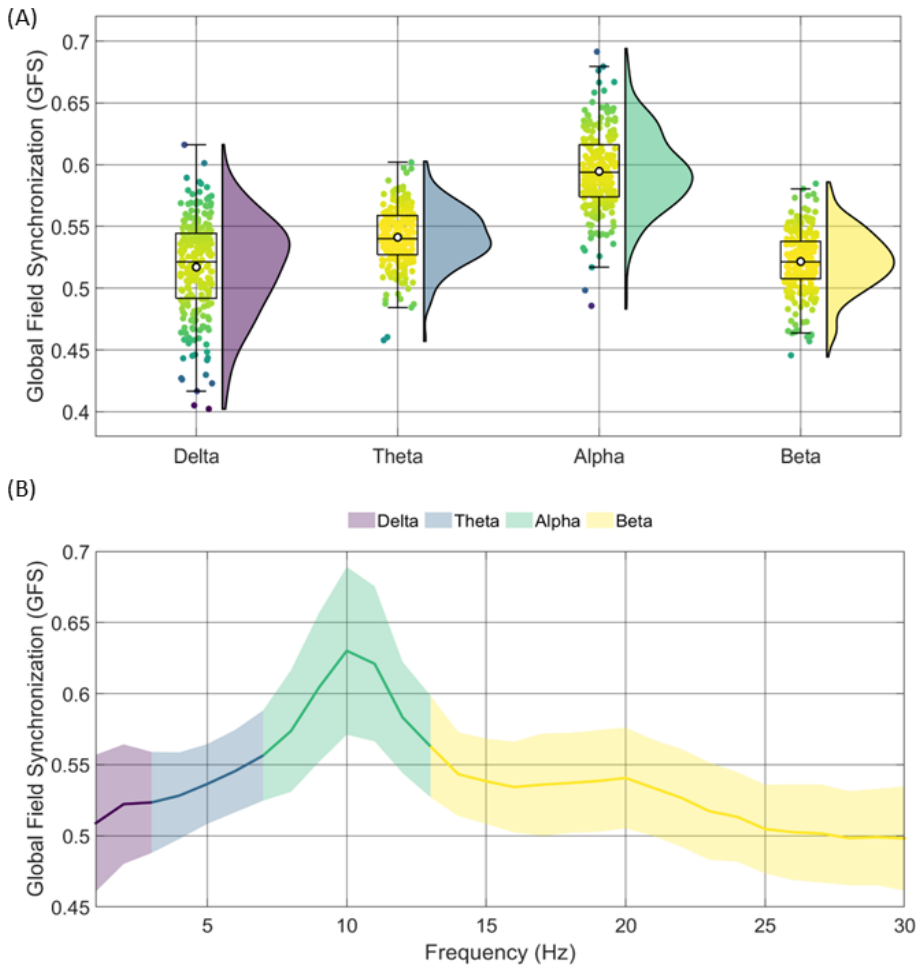 (A)
Global Field Synchronization (GFS)
0.7
0.65
0.6
0.55
0.5
0.45
0.4
Delta Theta Alpha Beta
(B)
Delta Theta Alpha Beta
Global Field Synchronization (GFS)
0.7
0.65
0.6
0.55
0.5
0.45
5 10 15 20 25 30
Frequency (Hz)